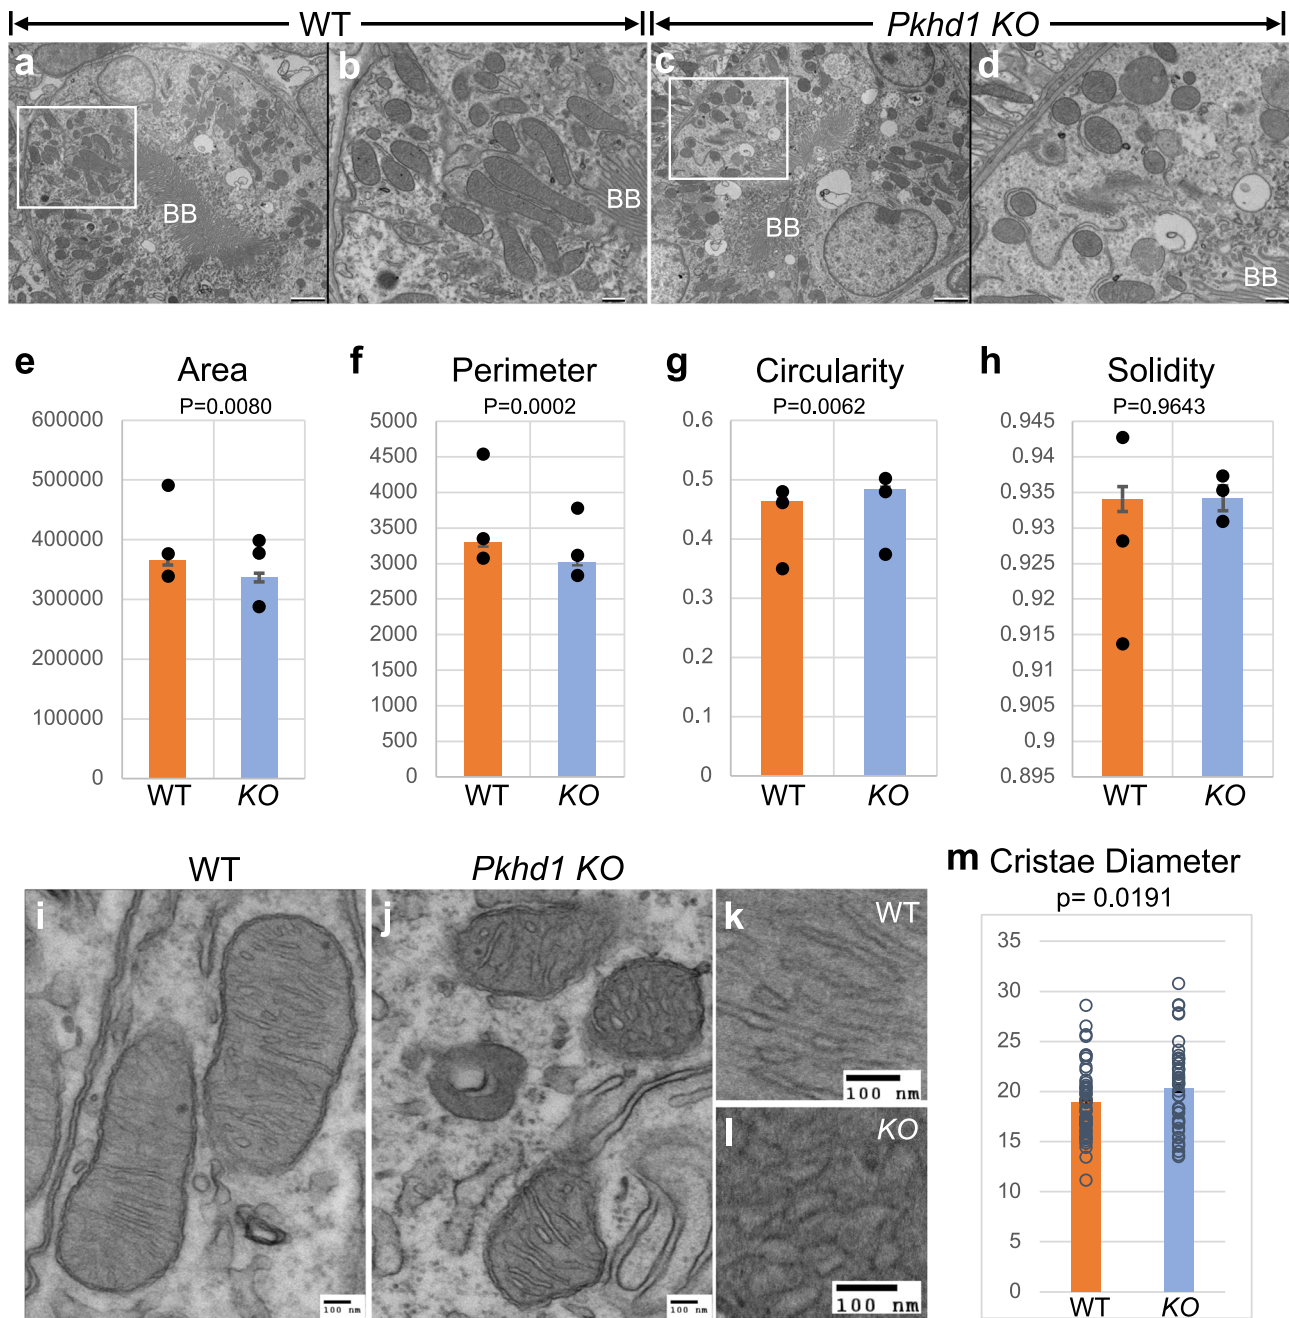 WT
Pkhd1 KO
a
b
c
d
BB
BB
BB
BB
e
Area
P=0.0080
600000
500000
400000
300000
200000
100000
0
WT
KO
f
Perimeter
P=0.0002
5000
4500
4000
3500
3000
2500
2000
1500
1000
500
0
WT
KO
g
Circularity
P=0.0062
0.6
0.5
0.4
0.3
0.2
0.1
0
WT
KO
h
Solidity
P=0.9643
0.945
0.94
0.935
0.93
0.925
0.92
0.915
0.91
0.905
0.9
0.895
WT
KO
WT
Pkhd1 KO
i
100 nm
j
100 nm
k
WT
100 nm
l
KO
100 nm
m Cristae Diameter
p= 0.0191
35
30
25
20
15
10
5
0
WT
KO